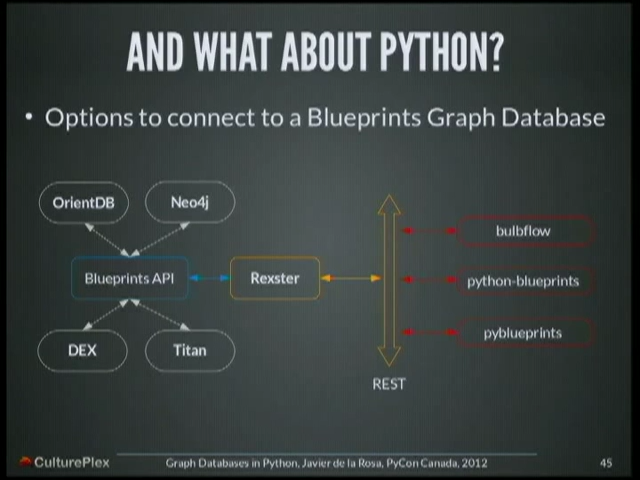 AND WHAT ABOUT PYTHON?
• Options to connect to a Blueprints Graph Database
OrientDB
Neo4j
bulbflow
Blueprints API
Rexster
python-blueprints
pyblueprints
DEX
Titan
REST
CulturePlex
Graph Databases in Python, Javier de la Rosa, PyCon Canada, 2012
45